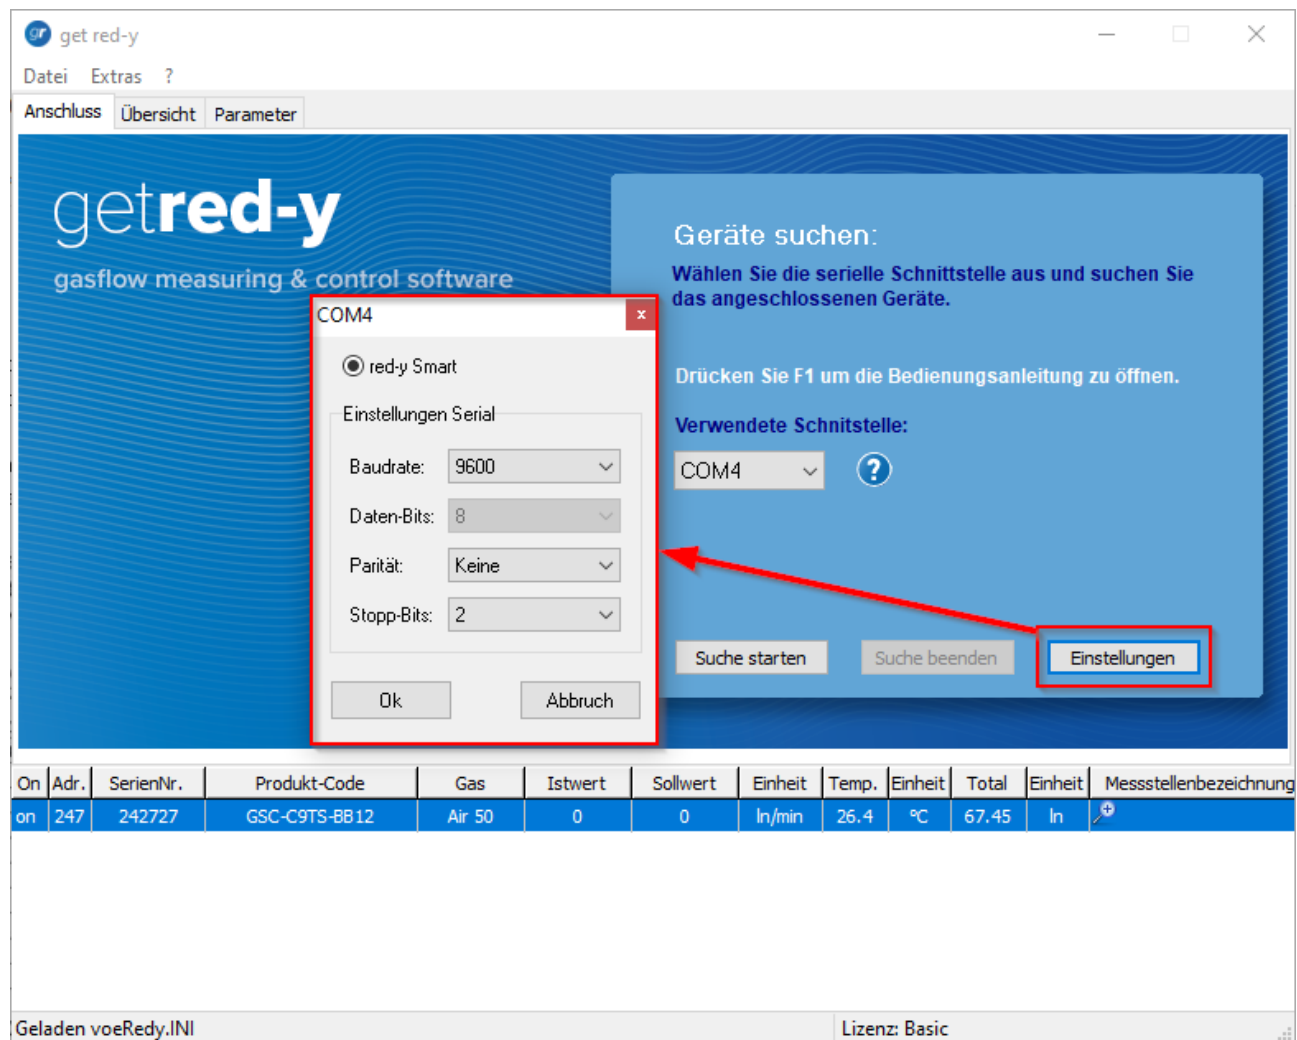 gr get red-y
Datei Extras ?
Anschluss Übersicht Parameter
getred-y
gasflow measuring & control software
Geräte suchen:
Wählen Sie die serielle Schnittstelle aus und suchen Sie
das angeschlossenen Geräte.
Drücken Sie F1 um die Bedienungsanleitung zu öffnen.
Verwendete Schnitstelle:
COM4 ?
Suche starten Suche beenden Einstellungen
COM4 x
red-y Smart
Einstellungen Serial
Baudrate: 9600
Daten-Bits: 8
Parität: Keine
Stopp-Bits: 2
Ok Abbruch
On Adr. SerienNr. Produkt-Code Gas Istwert Sollwert Einheit Temp. Einheit Total Einheit Messstellenbezeichnung
on 247 242727 GSC-C9TS-BB12 Air 50 0 0 ln/min 26.4 °C 67.45 ln
Geladen voeRedy.INI Lizenz: Basic